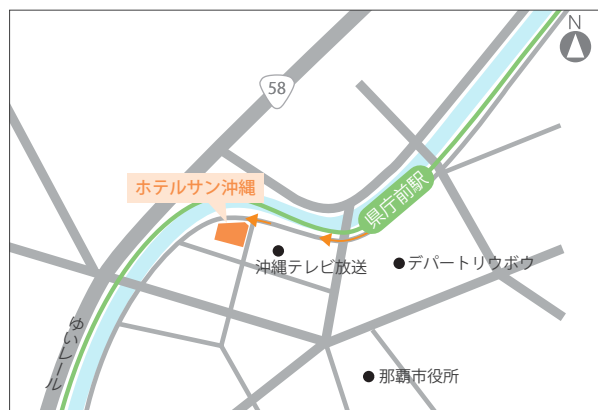 N
58
ホテルサン沖縄
県庁前駅
沖縄テレビ放送
デパートリウボウ
ゆいレール
那覇市役所